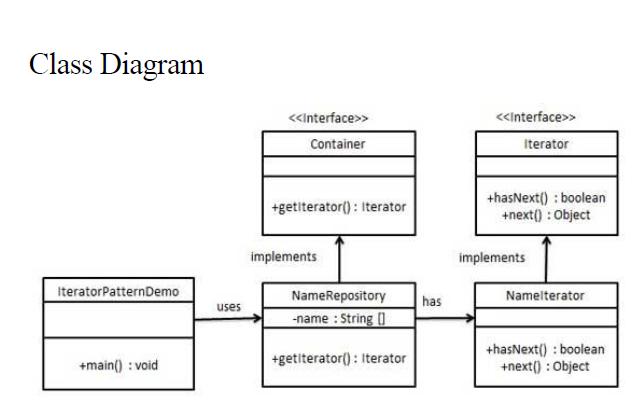 Class Diagram
<<Interface>>
Container
+getIterator() : Iterator
<<Interface>>
Iterator
+hasNext() : boolean
+next() : Object
implements
implements
IteratorPatternDemo
+main() : void
uses
NameRepository
-name : String []
+getIterator() : Iterator
has
NameIterator
+hasNext() : boolean
+next() : Object